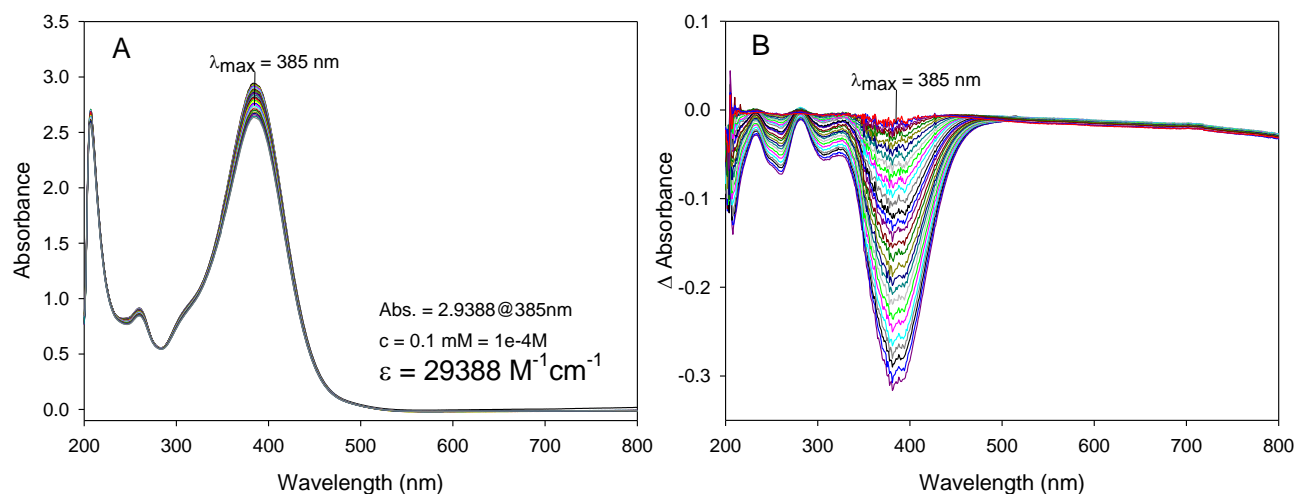 A
λmax = 385 nm
Absorbance
3.5
3.0
2.5
2.0
1.5
1.0
0.5
0.0
Abs. = 2.9388@385nm
c = 0.1 mM = 1e-4M
ε = 29388 M⁻¹cm⁻¹
200 300 400 500 600 700 800
Wavelength (nm)
B
λmax = 385 nm
Δ Absorbance
0.1
0.0
-0.1
-0.2
-0.3
200 300 400 500 600 700 800
Wavelength (nm)